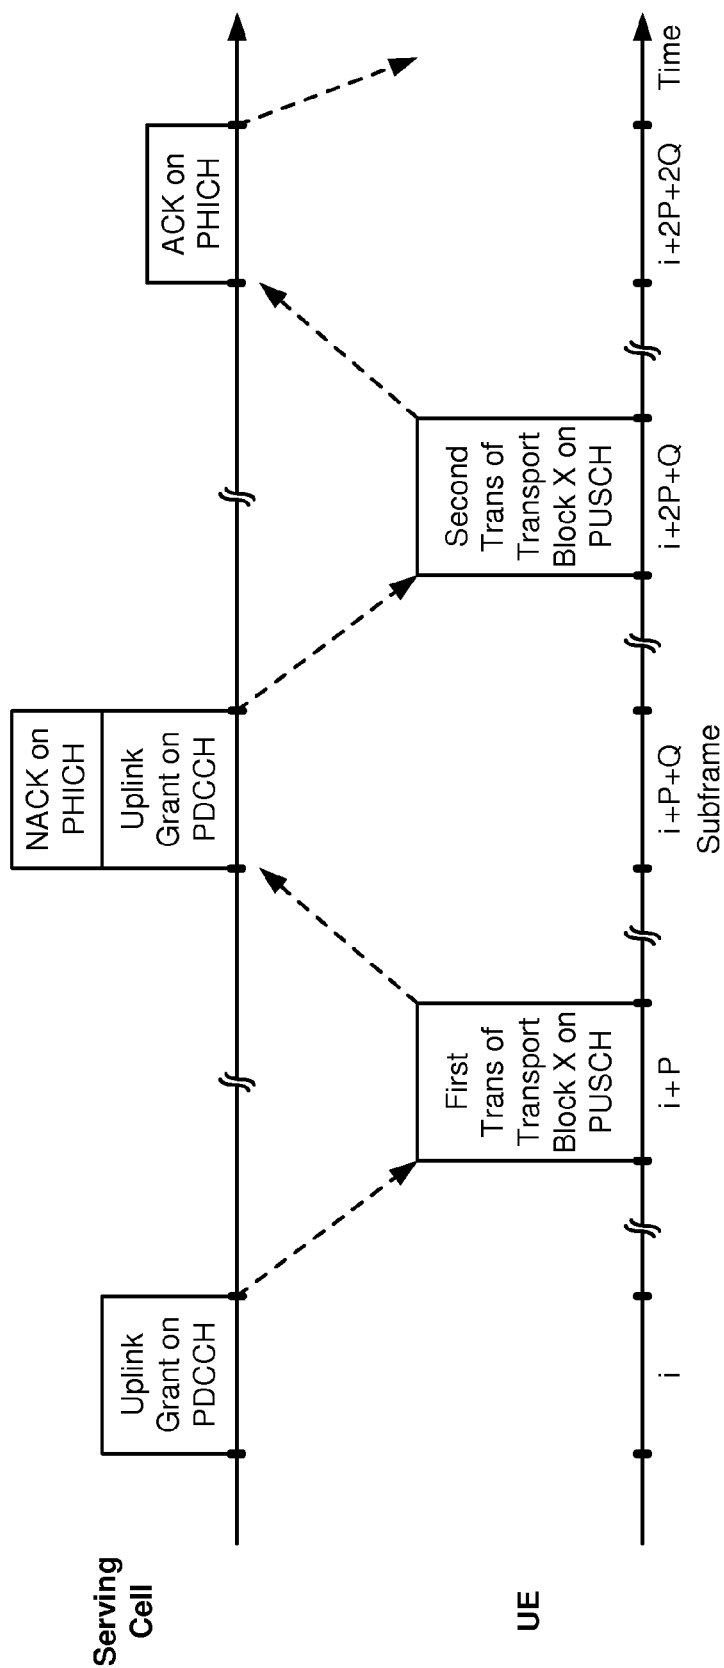 Serving
Cell
Uplink
Grant on
PDCCH
NACK on
PHICH
Uplink
Grant on
PDCCH
ACK on
PHICH
UE
First
Trans of
Transport
Block X on
PUSCH
Second
Trans of
Transport
Block X on
PUSCH
i
i+P
i+P+Q
i+2P+Q
i+2P+2Q
Time
Subframe